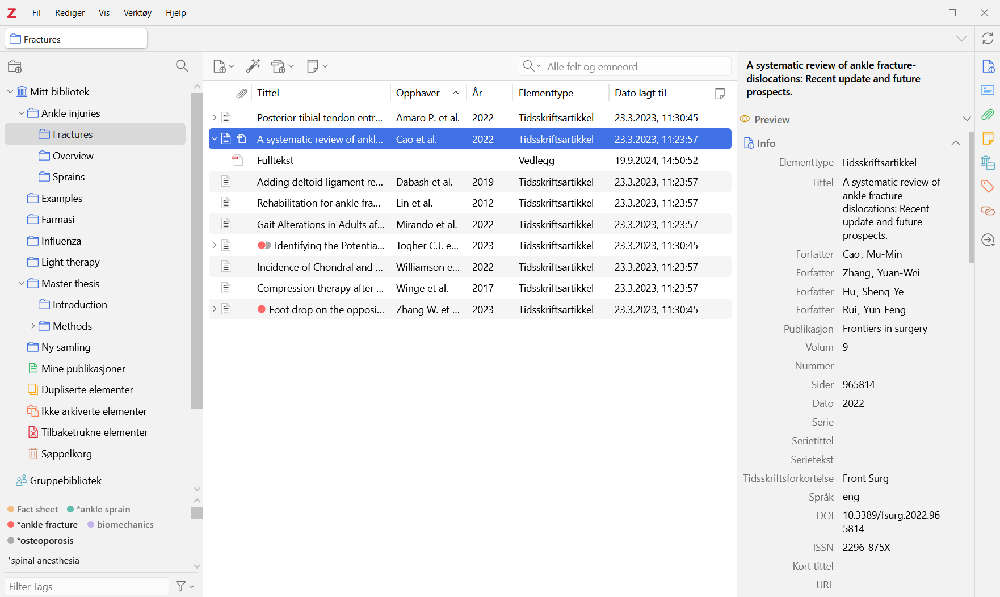 Z Fil Rediger Vis Verktøy Hjelp
Fractures
Mitt bibliotek
Ankle injuries
Fractures
Overview
Sprains
Examples
Farmasi
Influenza
Light therapy
Master thesis
Introduction
Methods
Ny samling
Mine publikasjoner
Dupliserte elementer
Ikke arkiverte elementer
Tilbaketrukne elementer
Søppelkorg
Gruppebibliotek
Fact sheet *ankle sprain
*ankle fracture biomechanics
*osteoporosis
*spinal anesthesia
Filter Tags
Alle felt og emneord
Tittel Opphaver År Elementtype Dato lagt til
Posterior tibial tendon entr... Amaro P. et al. 2022 Tidsskriftsartikkel 23.3.2023, 11:30:45
A systematic review of ankl... Cao et al. 2022 Tidsskriftsartikkel 23.3.2023, 11:23:57
Fulltekst Vedlegg 19.9.2024, 14:50:52
Adding deltoid ligament re... Dabash et al. 2019 Tidsskriftsartikkel 23.3.2023, 11:23:57
Rehabilitation for ankle fra... Lin et al. 2012 Tidsskriftsartikkel 23.3.2023, 11:23:57
Gait Alterations in Adults af... Mirando et al. 2022 Tidsskriftsartikkel 23.3.2023, 11:23:57
Identifying the Potentia... Togher C.J. e... 2023 Tidsskriftsartikkel 23.3.2023, 11:30:45
Incidence of Chondral and ... Williamson e... 2022 Tidsskriftsartikkel 23.3.2023, 11:23:57
Compression therapy after ... Winge et al. 2017 Tidsskriftsartikkel 23.3.2023, 11:23:57
Foot drop on the opposi... Zhang W. et ... 2023 Tidsskriftsartikkel 23.3.2023, 11:30:45
A systematic review of ankle fracture-
dislocations: Recent update and future
prospects.
Preview
Info
Elementtype Tidsskriftsartikkel
Tittel A systematic review of
ankle fracture-
dislocations: Recent
update and future
prospects.
Forfatter Cao, Mu-Min
Forfatter Zhang, Yuan-Wei
Forfatter Hu, Sheng-Ye
Forfatter Rui, Yun-Feng
Publikasjon Frontiers in surgery
Volum 9
Nummer
Sider 965814
Dato 2022
Serie
Serietittel
Serietekst
Tidsskriftsforkortelse Front Surg
Språk eng
DOI 10.3389/fsurg.2022.96
5814
ISSN 2296-875X
Kort tittel
URL